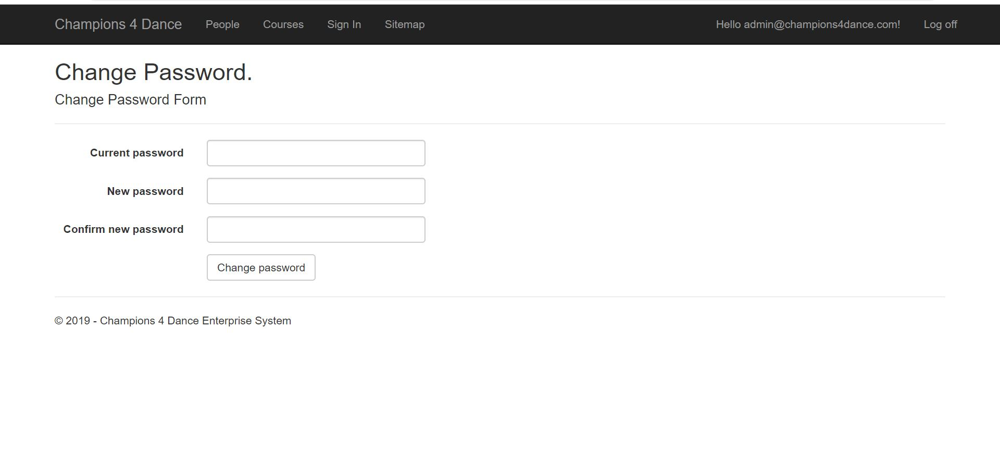 Champions 4 Dance People Courses Sign In Sitemap Hello admin@champions4dance.com! Log off
Change Password.
Change Password Form
Current password
New password
Confirm new password
Change password
© 2019 - Champions 4 Dance Enterprise System